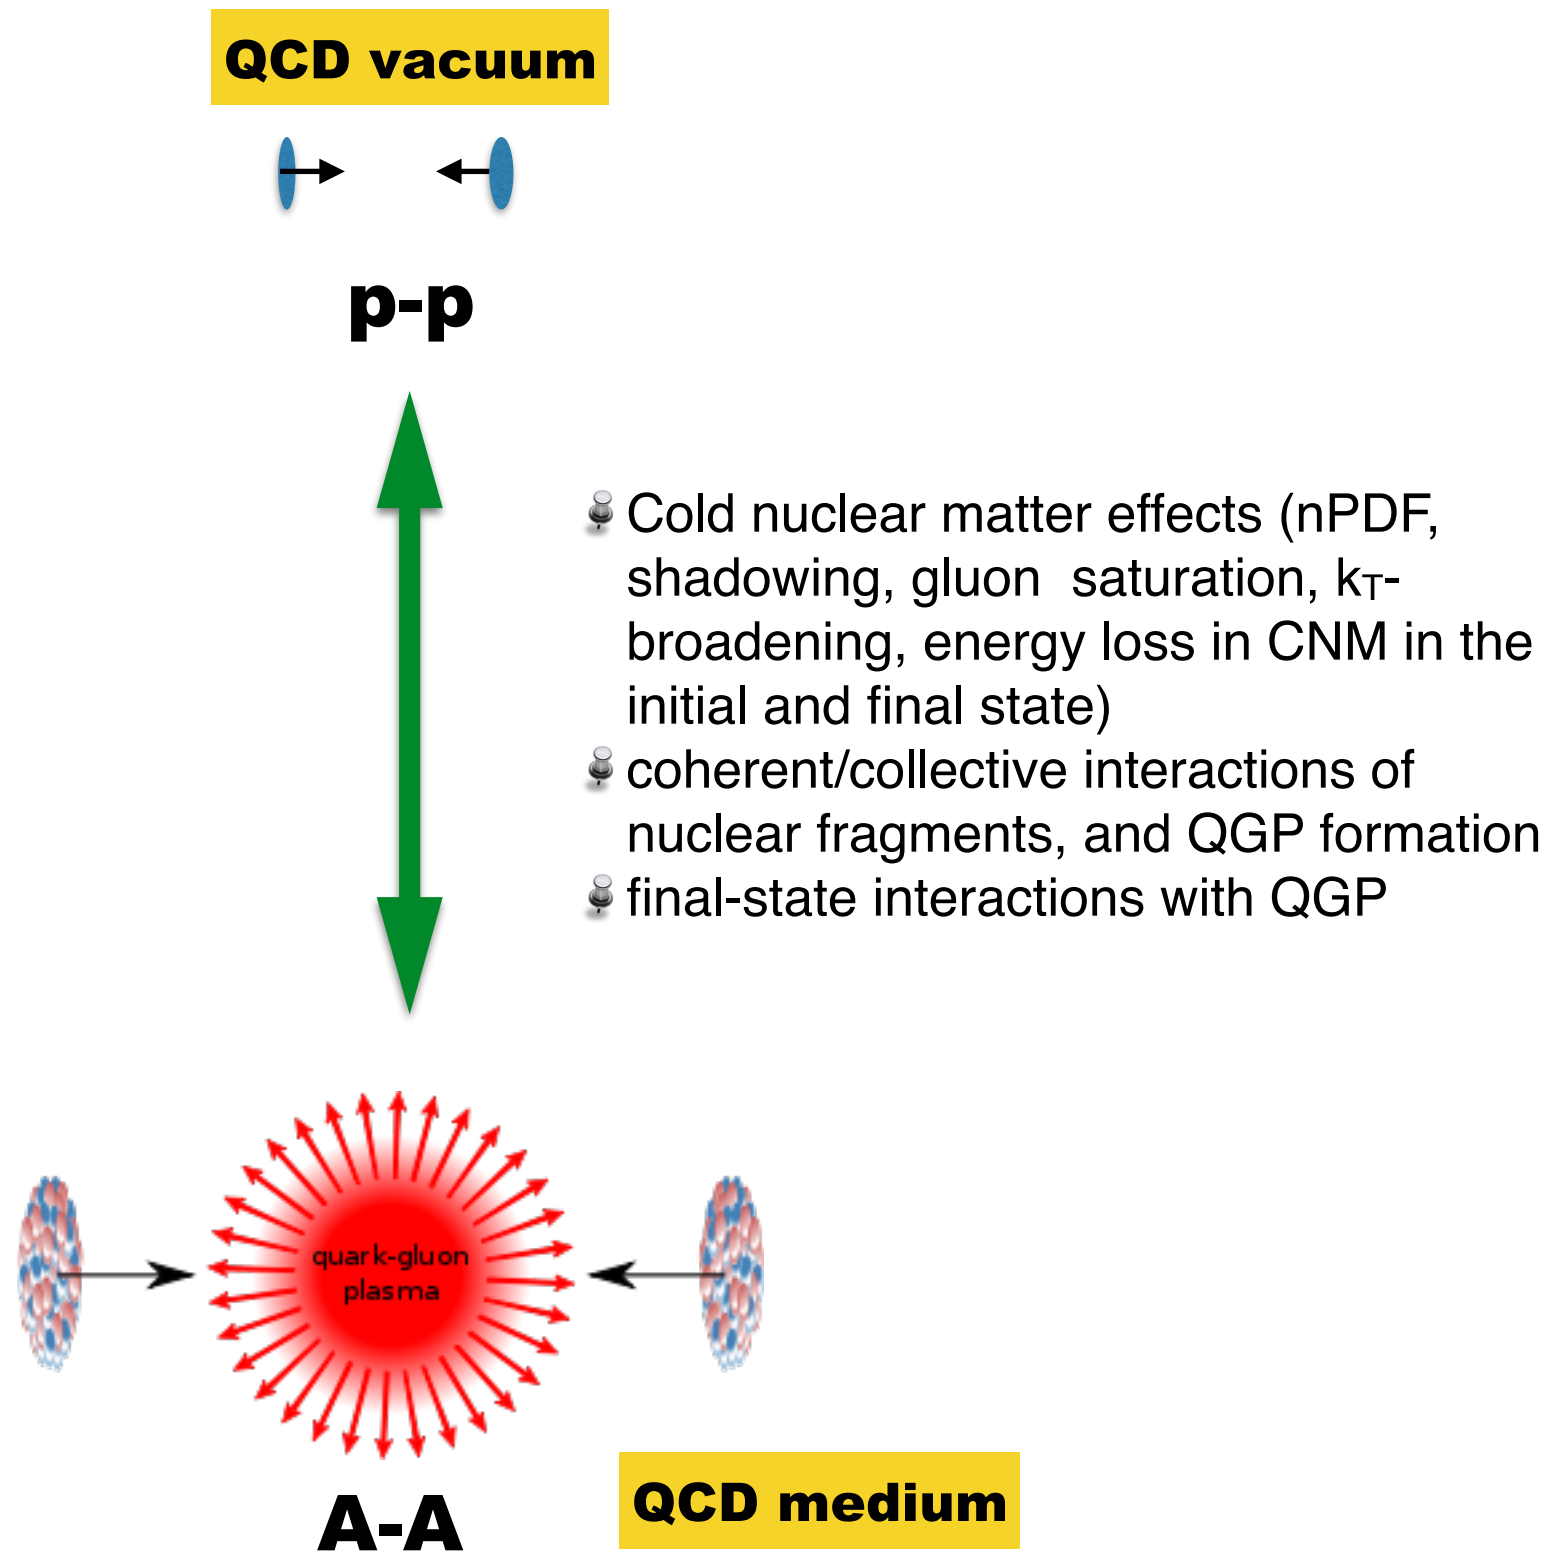 QCD vacuum
p-p
Cold nuclear matter effects (nPDF,
shadowing, gluon  saturation, kT-
broadening, energy loss in CNM in the
initial and final state)
coherent/collective interactions of
nuclear fragments, and QGP formation
final-state interactions with QGP
quark-gluon
plasma
A-A
QCD medium